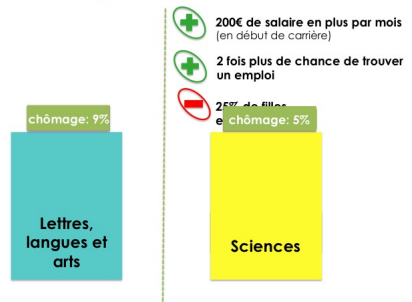 200€ de salaire en plus par mois
(en début de carrière)
2 fois plus de chance de trouver
un emploi
25% de filles
chômage: 9%
chômage: 5%
Lettres,
langues et
arts
Sciences